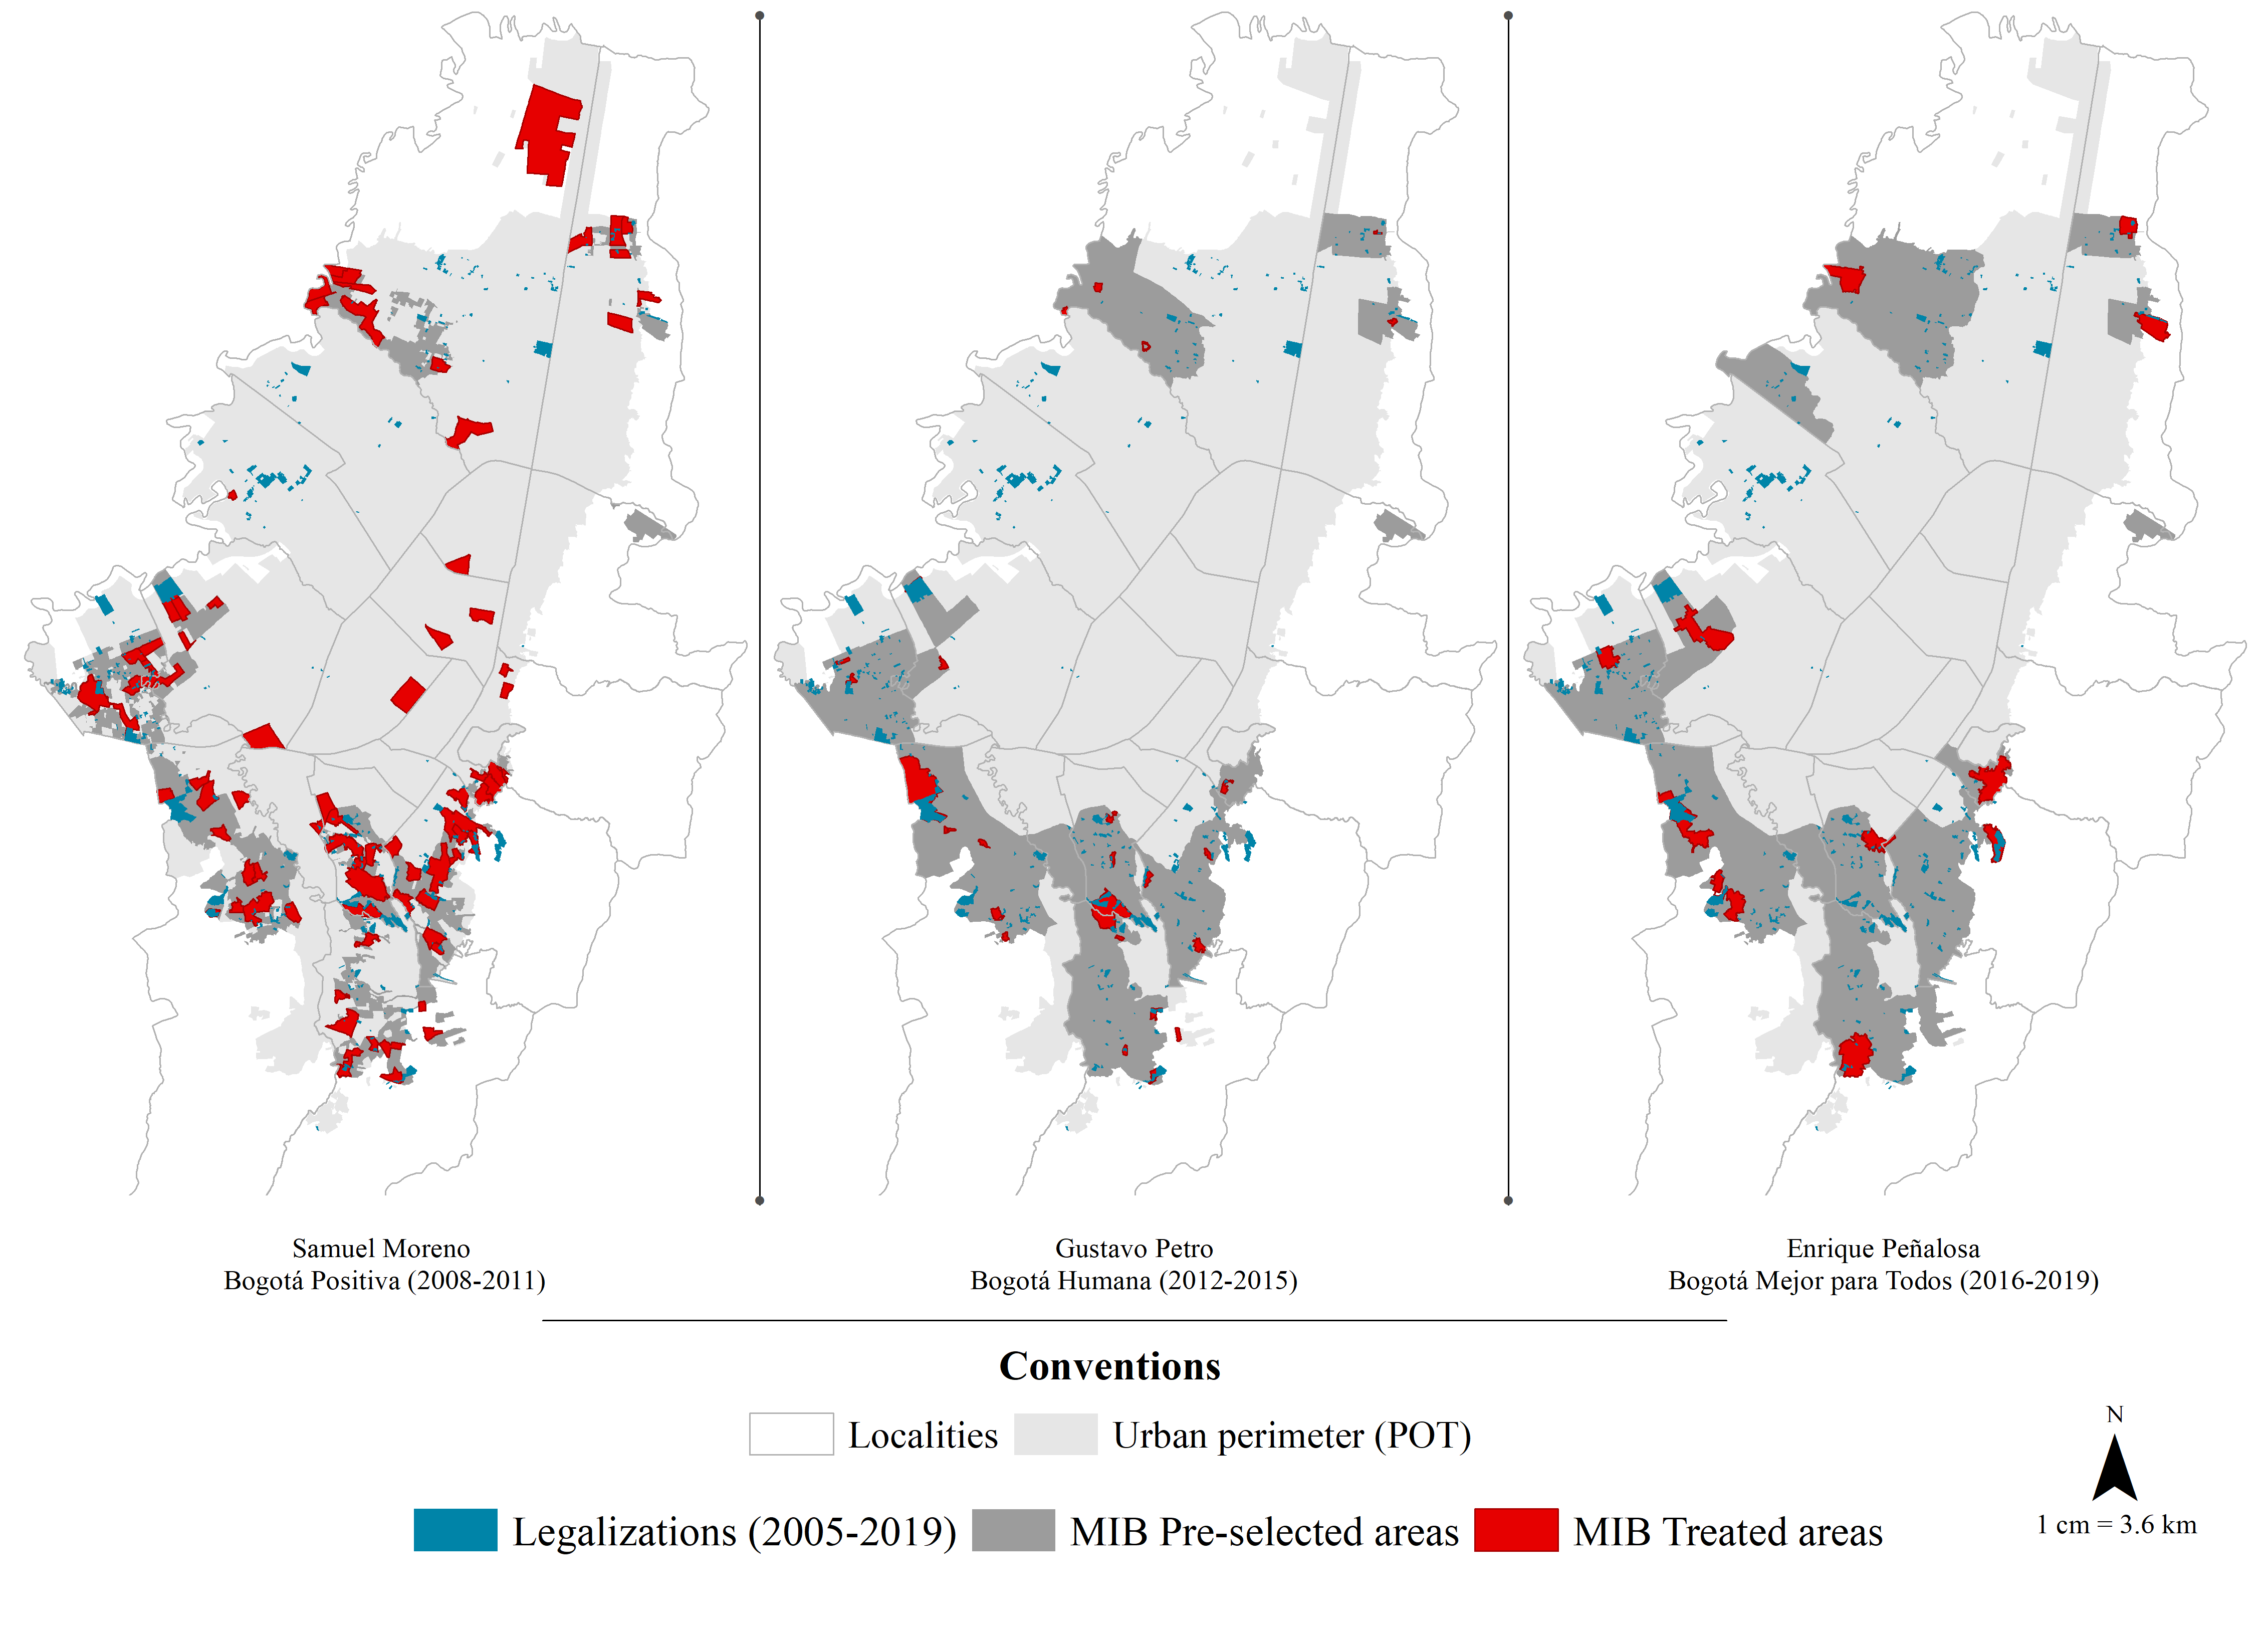 Samuel Moreno
Bogotá Positiva (2008-2011)
Gustavo Petro
Bogotá Humana (2012-2015)
Enrique Peñalosa
Bogotá Mejor para Todos (2016-2019)
Conventions
Localities
Urban perimeter (POT)
Legalizations (2005-2019)
MIB Pre-selected areas
MIB Treated areas
N
1 cm = 3.6 km